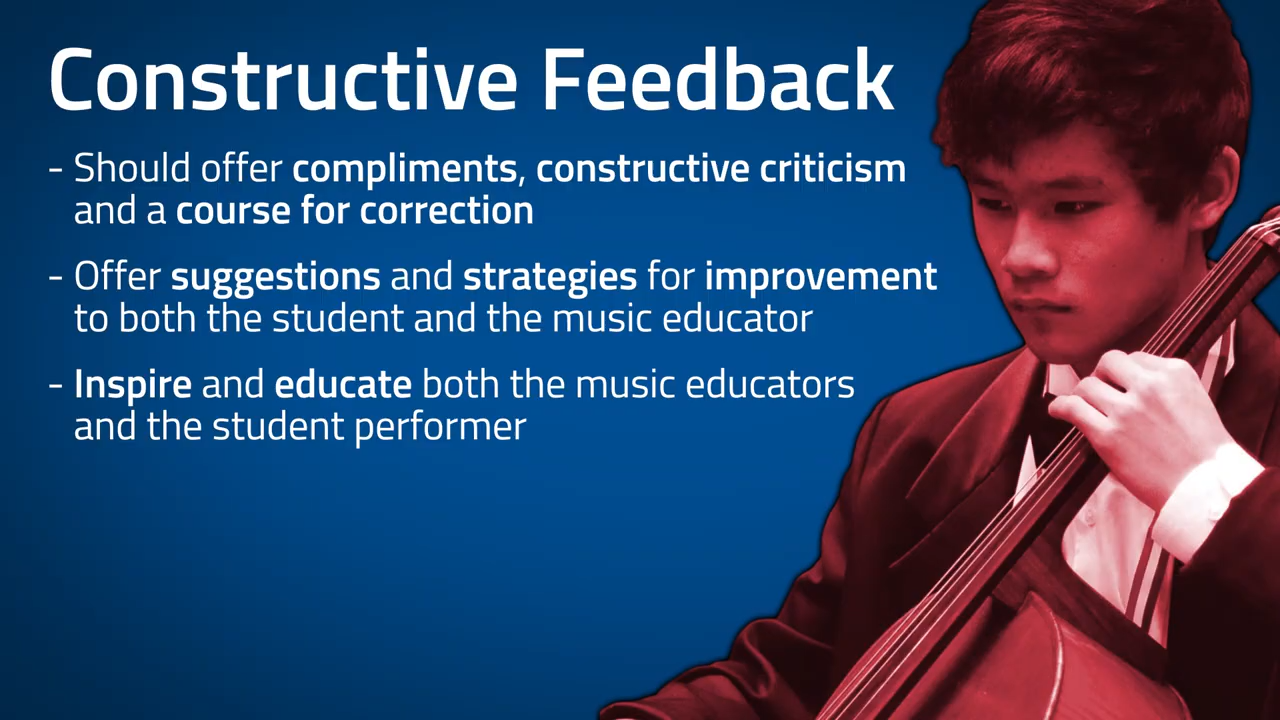 Constructive Feedback
- Should offer compliments, constructive criticism
and a course for correction
- Offer suggestions and strategies for improvement
to both the student and the music educator
- Inspire and educate both the music educators
and the student performer